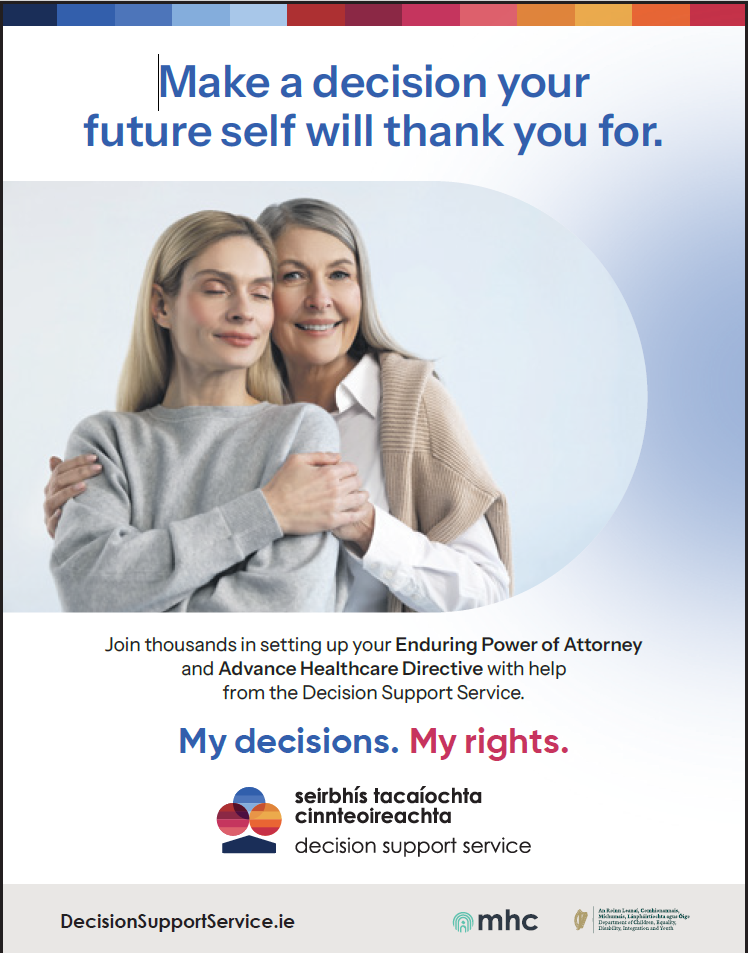 Make a decision your
future self will thank you for.
Join thousands in setting up your Enduring Power of Attorney
and Advance Healthcare Directive with help
from the Decision Support Service.
My decisions. My rights.
seirbhís tacaíochta
cinnteoireachta
decision support service
DecisionSupportService.ie
mhc
An Roinn Leanaí, Comhionannais,
Míchumais, Lánpháirtíochta agus Óige
Department of Children, Equality,
Disability, Integration and Youth